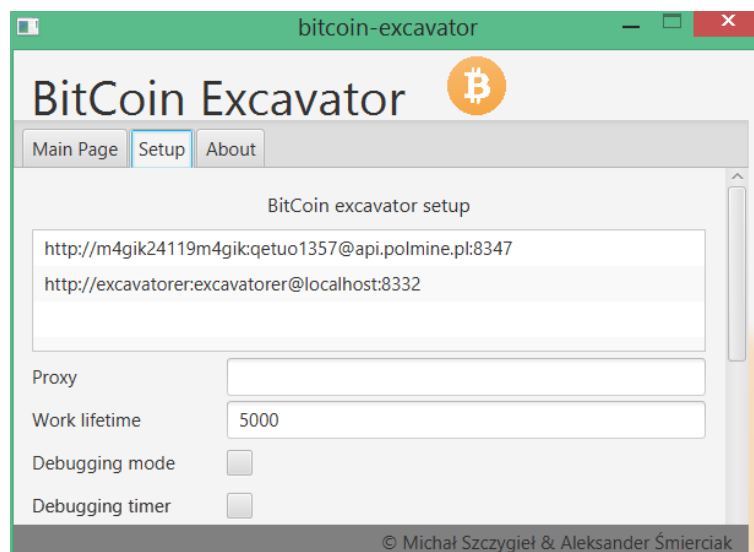 bitcoin-excavator
BitCoin Excavator
Main Page Setup About
BitCoin excavator setup
http://m4gik24119m4gik:qetuo1357@api.polmine.pl:8347
http://excavatorer:excavatorer@localhost:8332
Proxy
Work lifetime 5000
Debugging mode
Debugging timer
© Michał Szczygieł & Aleksander Śmierciak